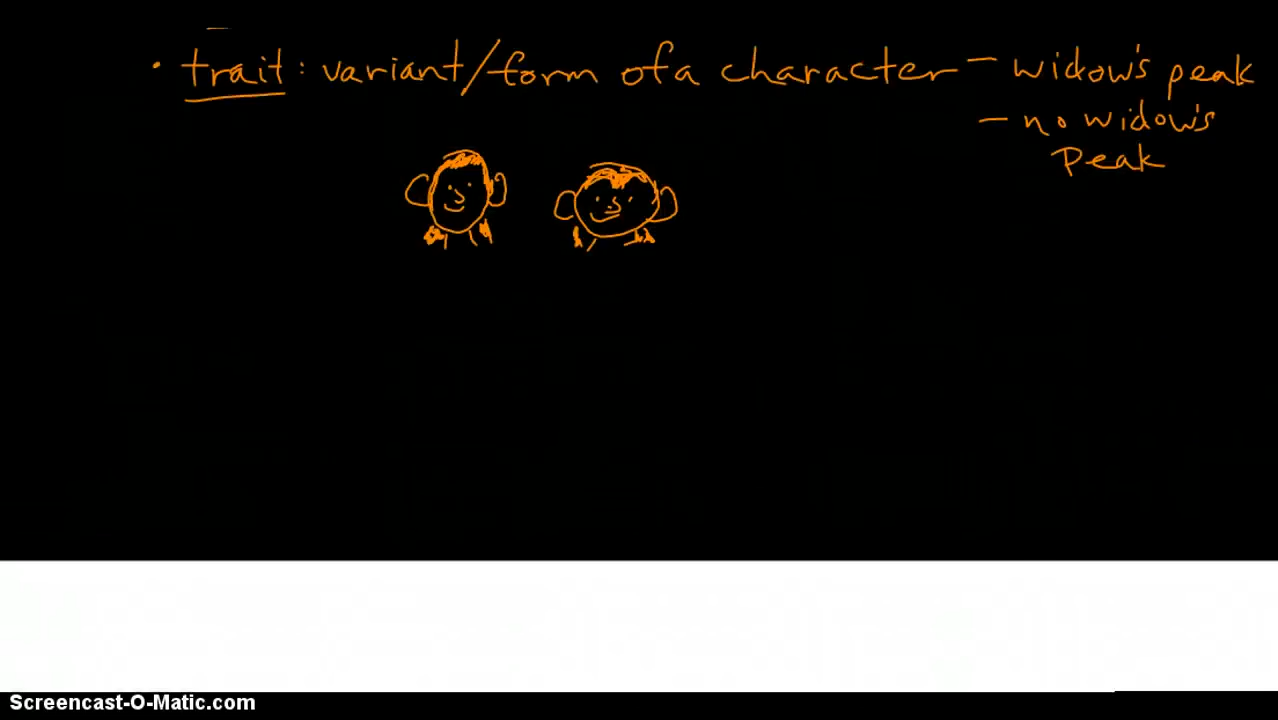 • trait: variant/form of a character - widow's peak
- no widow's
peak
Screencast-O-Matic.com